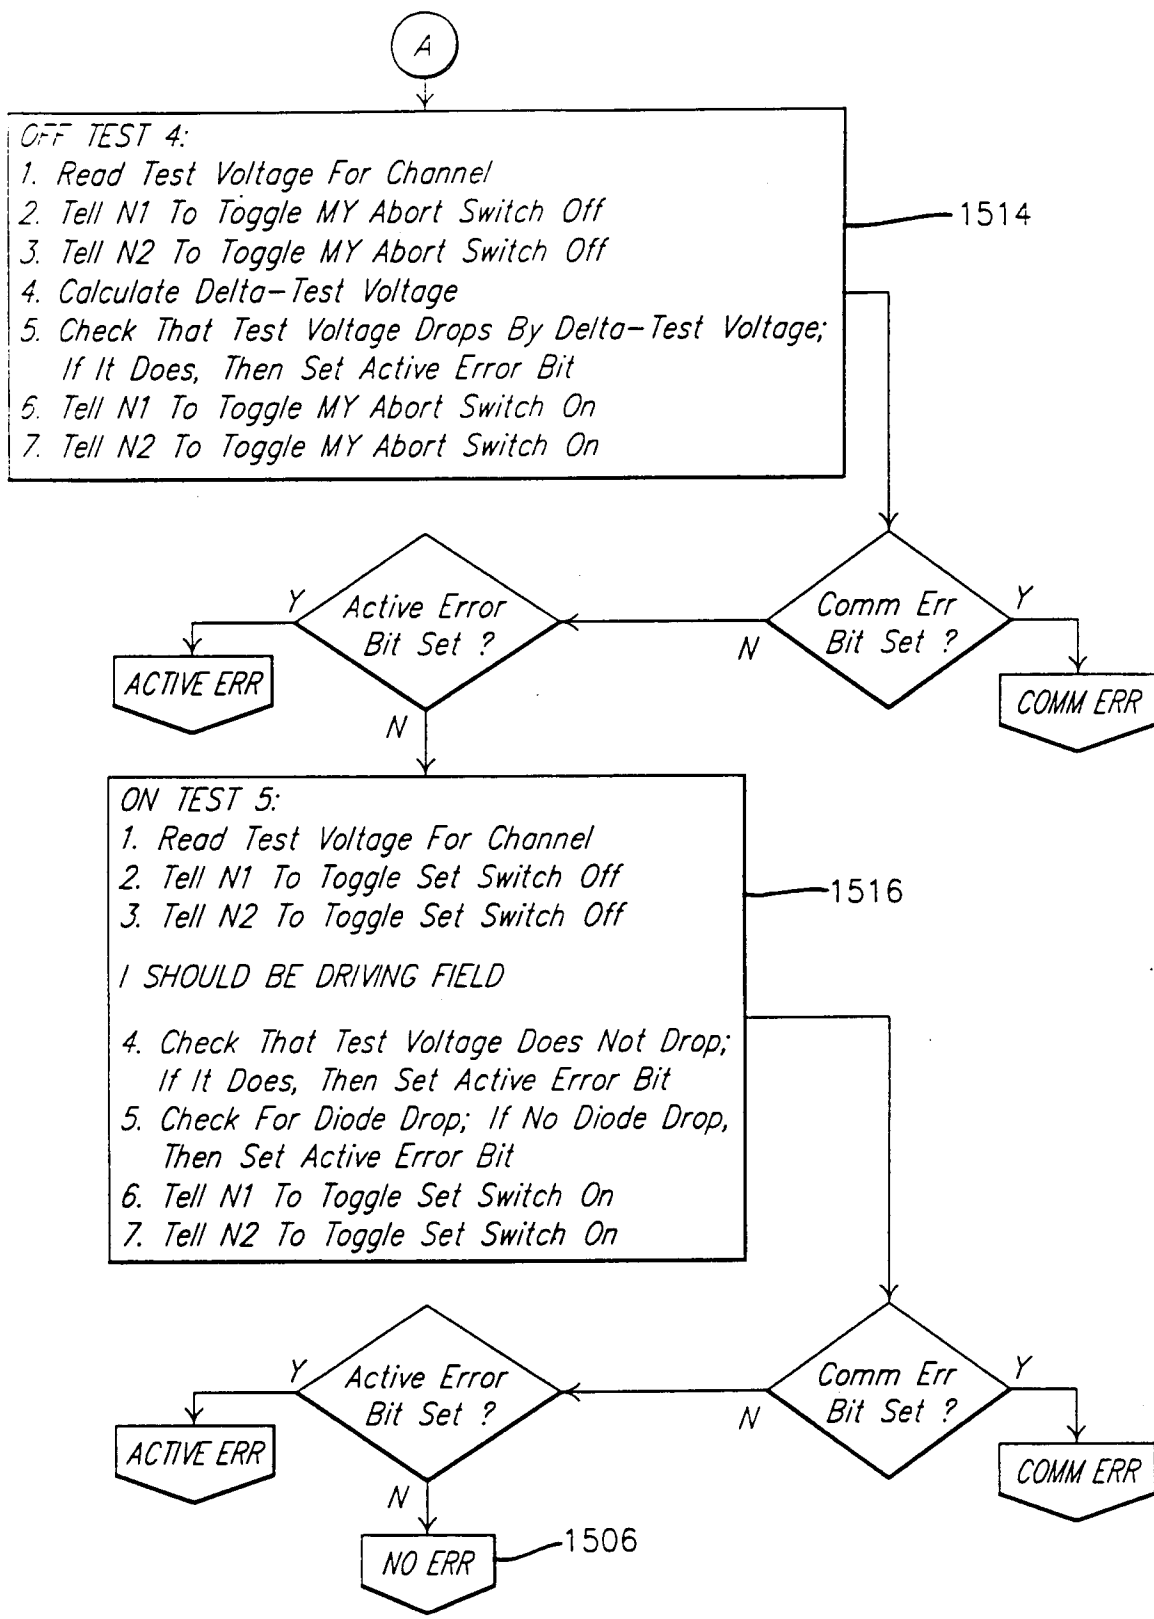 A
OFF TEST 4:
1. Read Test Voltage For Channel
2. Tell N1 To Toggle MY Abort Switch Off
3. Tell N2 To Toggle MY Abort Switch Off
4. Calculate Delta-Test Voltage
5. Check That Test Voltage Drops By Delta-Test Voltage;
If It Does, Then Set Active Error Bit
6. Tell N1 To Toggle MY Abort Switch On
7. Tell N2 To Toggle MY Abort Switch On
1514
Y
Active Error
Bit Set ?
N
Comm Err
Bit Set ?
Y
ACTIVE ERR
N
COMM ERR
ON TEST 5:
1. Read Test Voltage For Channel
2. Tell N1 To Toggle Set Switch Off
3. Tell N2 To Toggle Set Switch Off
I SHOULD BE DRIVING FIELD
4. Check That Test Voltage Does Not Drop;
If It Does, Then Set Active Error Bit
5. Check For Diode Drop; If No Diode Drop,
Then Set Active Error Bit
6. Tell N1 To Toggle Set Switch On
7. Tell N2 To Toggle Set Switch On
1516
Y
Active Error
Bit Set ?
N
Comm Err
Bit Set ?
Y
ACTIVE ERR
N
COMM ERR
NO ERR
1506